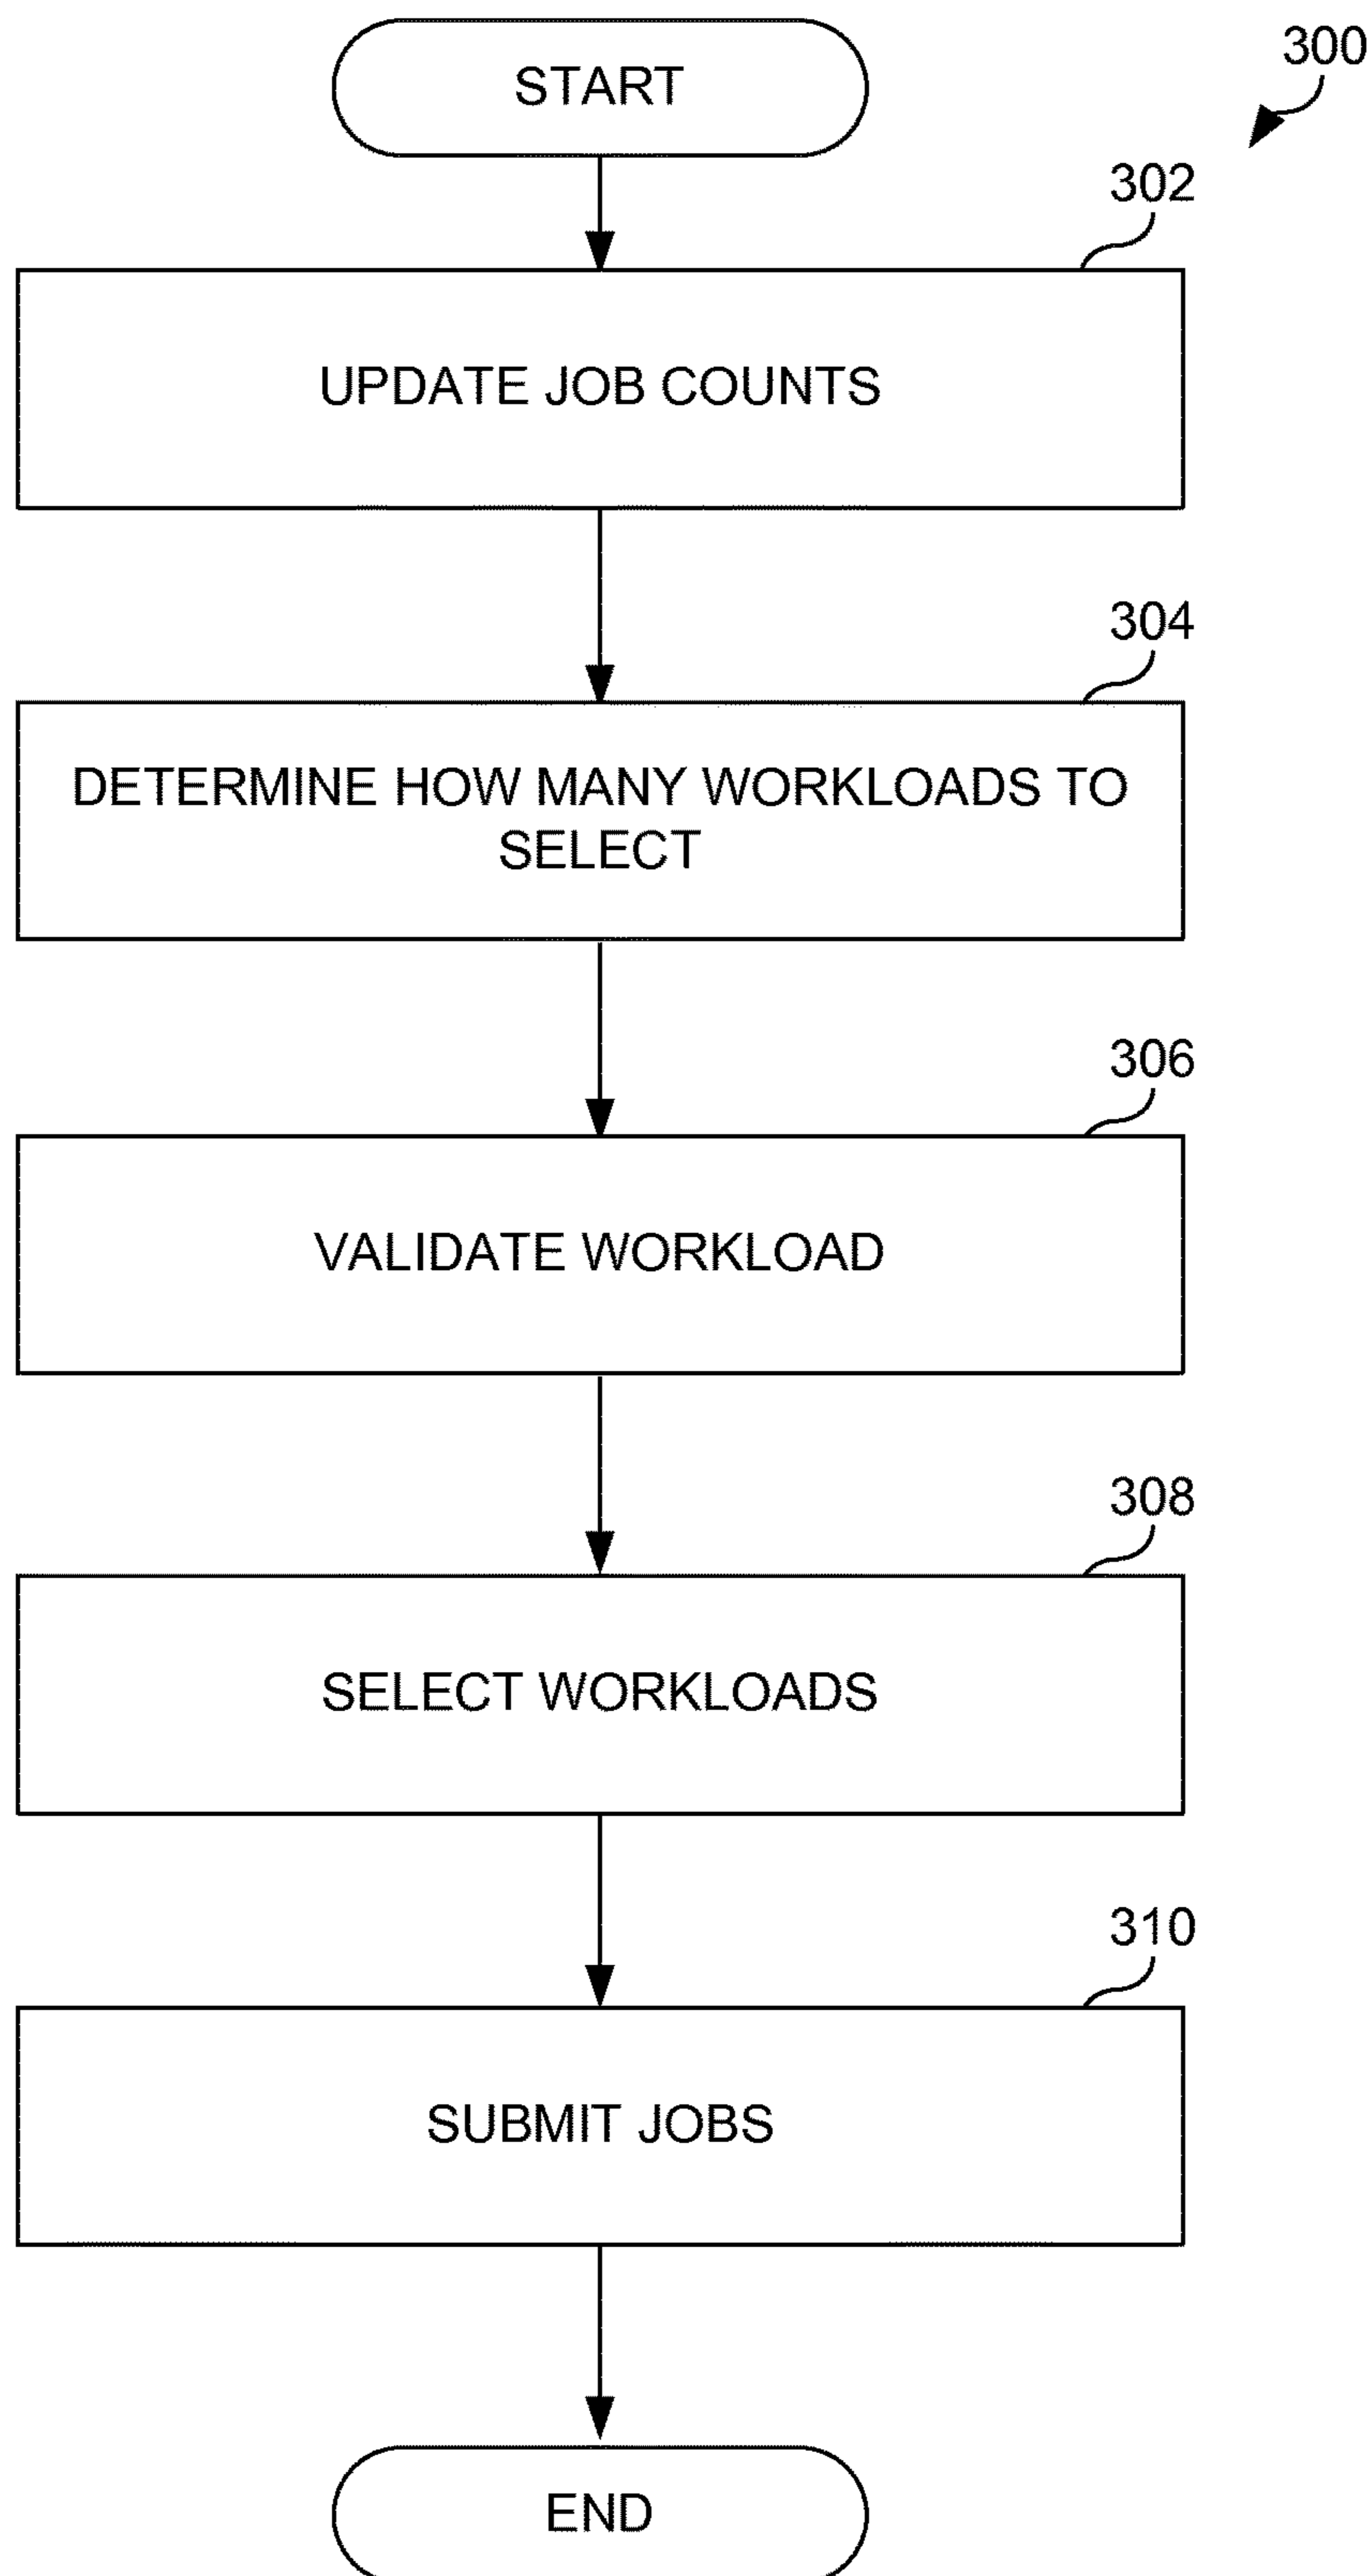 START
300
302
UPDATE JOB COUNTS
304
DETERMINE HOW MANY WORKLOADS TO
SELECT
306
VALIDATE WORKLOAD
308
SELECT WORKLOADS
310
SUBMIT JOBS
END